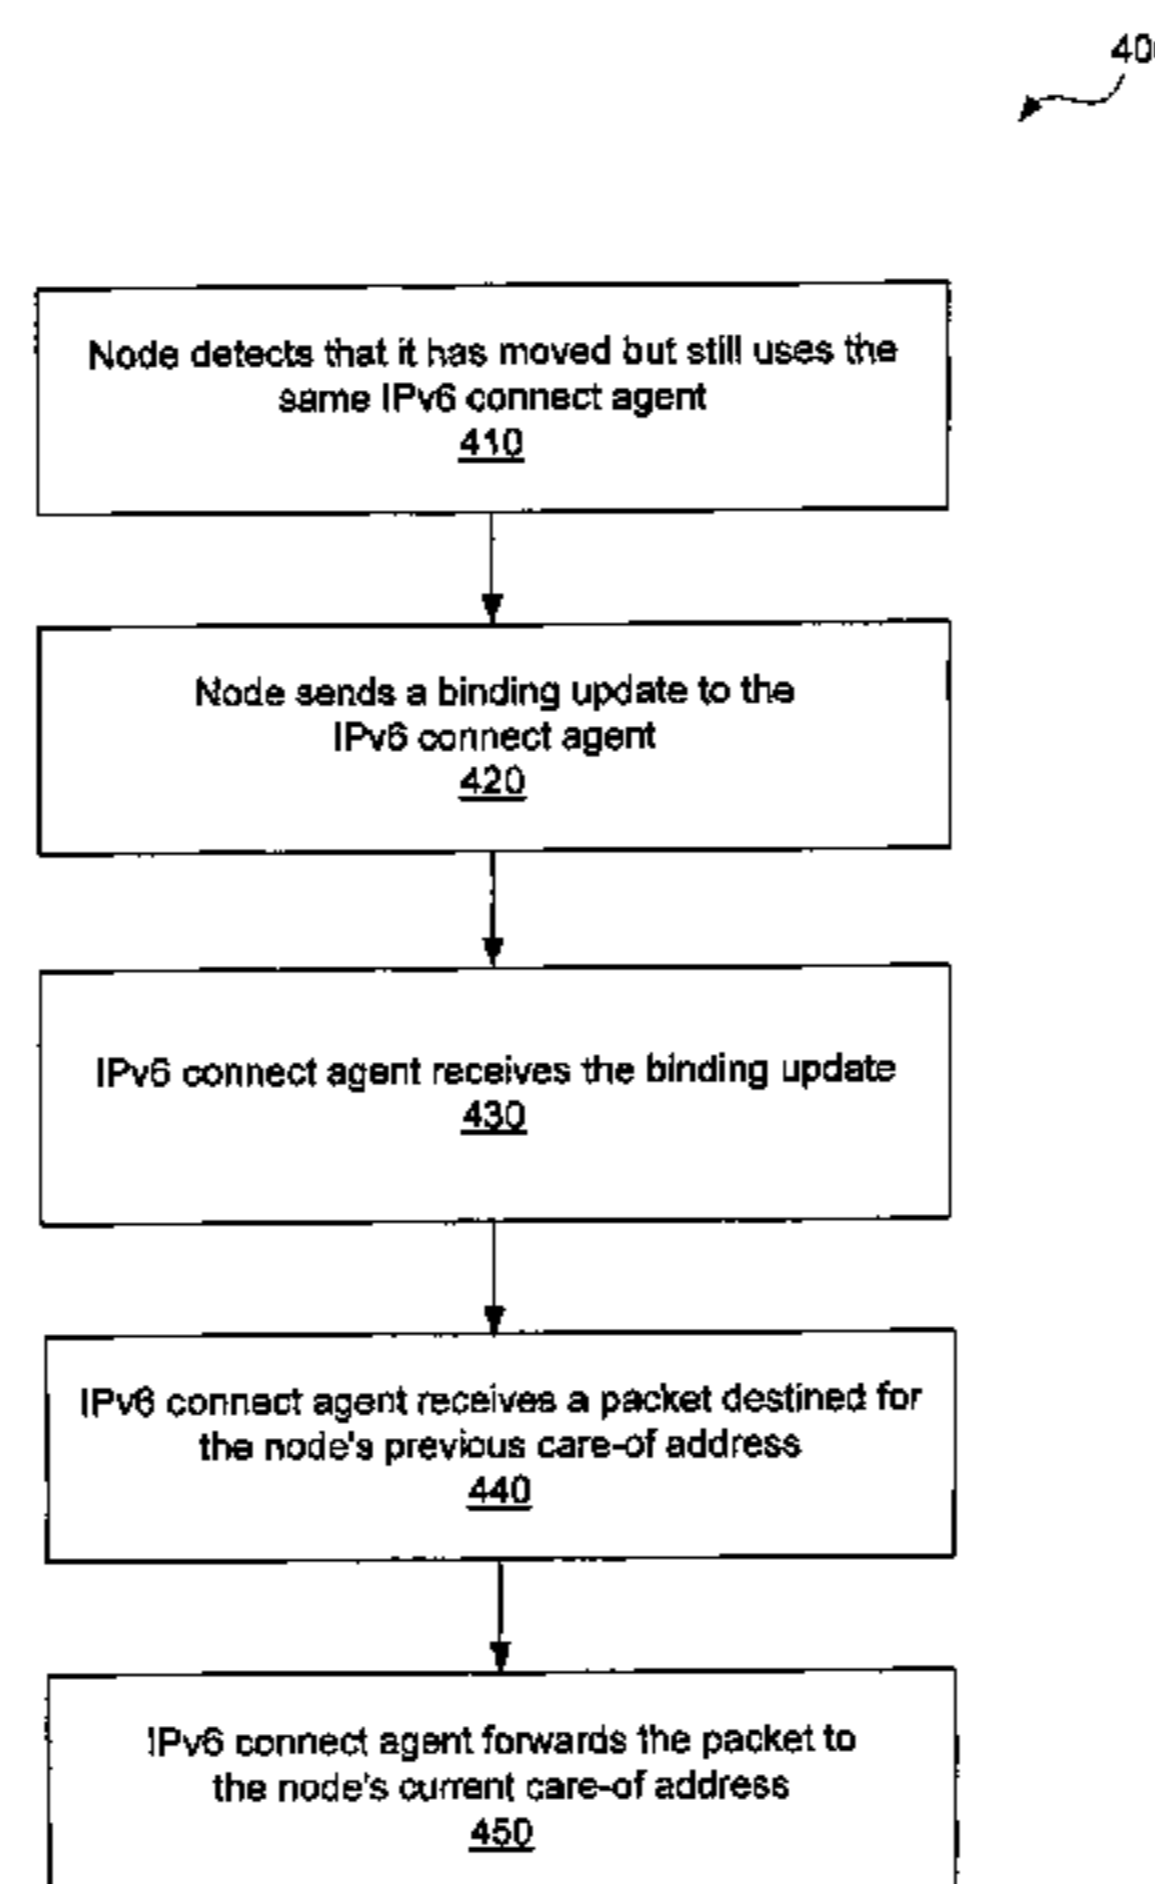 Node detects that it has moved but still uses the
same IPv6 connect agent
410
Node sends a binding update to the
IPv6 connect agent
420
IPv6 connect agent receives the binding update
430
IPv6 connect agent receives a packet destined for
the node's previous care-of address
440
IPv6 connect agent forwards the packet to
the node's current care-of address
450